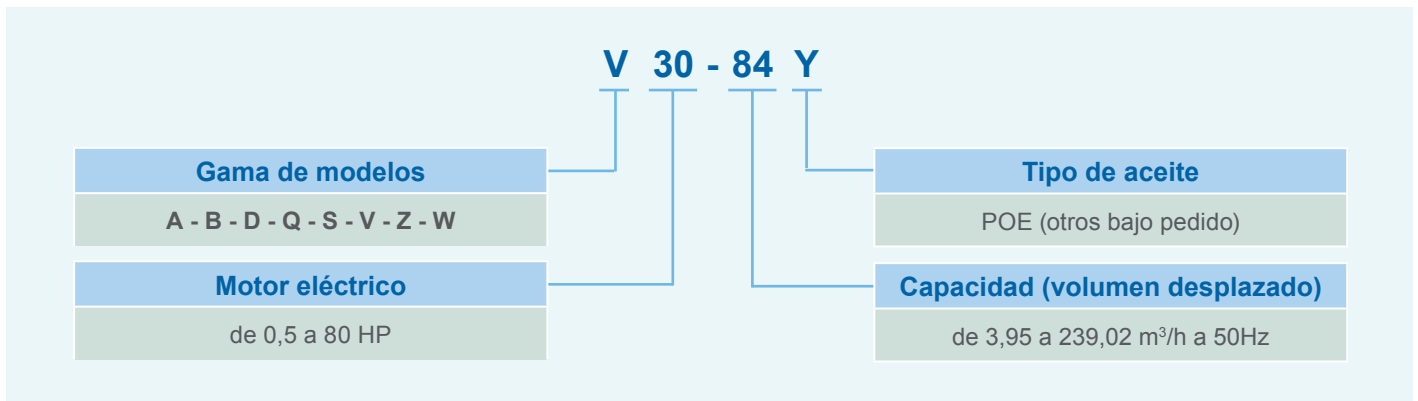 V 30 - 84 Y
Gama de modelos
A - B - D - Q - S - V - Z - W
Motor eléctrico
de 0,5 a 80 HP
Tipo de aceite
POE (otros bajo pedido)
Capacidad (volumen desplazado)
de 3,95 a 239,02 m³/h a 50Hz